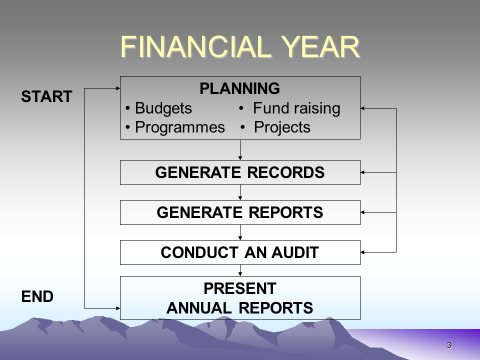 FINANCIAL YEAR
START
PLANNING
• Budgets • Fund raising
• Programmes • Projects
GENERATE RECORDS
GENERATE REPORTS
CONDUCT AN AUDIT
END
PRESENT
ANNUAL REPORTS
3